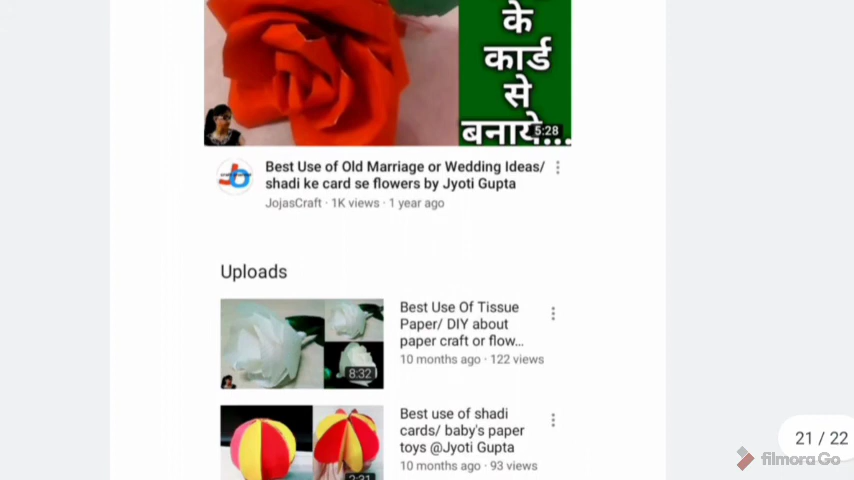 के
कार्ड
से
बनाये...
5:28
Best Use of Old Marriage or Wedding Ideas/
shadi ke card se flowers by Jyoti Gupta
JojasCraft · 1K views · 1 year ago
Uploads
8:32
Best Use Of Tissue
Paper/ DIY about
paper craft or flow...
10 months ago · 122 views
2:21
Best use of shadi
cards/ baby's paper
toys @Jyoti Gupta
10 months ago · 93 views
21 / 22
filmora Go